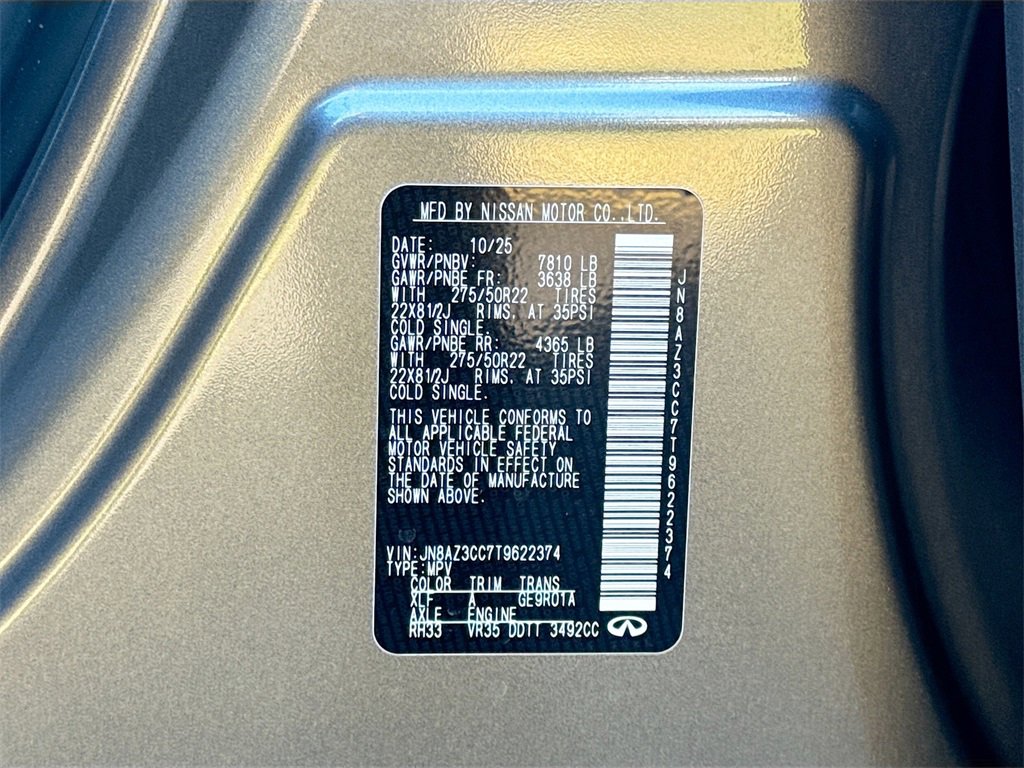 MFD BY NISSAN MOTOR CO.,LTD.
DATE: 10/25
GVWR/PNBV: 7810 LB
GAWR/PNBE FR: 3638 LB
WITH 275/50R22 TIRES
22X81/2J RIMS. AT 35PSI
COLD SINGLE.
GAWR/PNBE RR: 4365 LB
WITH 275/50R22 TIRES
22X81/2J RIMS. AT 35PSI
COLD SINGLE.
THIS VEHICLE CONFORMS TO
ALL APPLICABLE FEDERAL
MOTOR VEHICLE SAFETY
STANDARDS IN EFFECT ON
THE DATE OF MANUFACTURE
SHOWN ABOVE.
VIN:JN8AZ3CC7T9622374
TYPE:MPV
COLOR TRIM TRANS
XLF A GE9R01A
AXLE ENGINE
RH33 VR35 DDTT 3492CC
JN8AZ3CC7T9622374